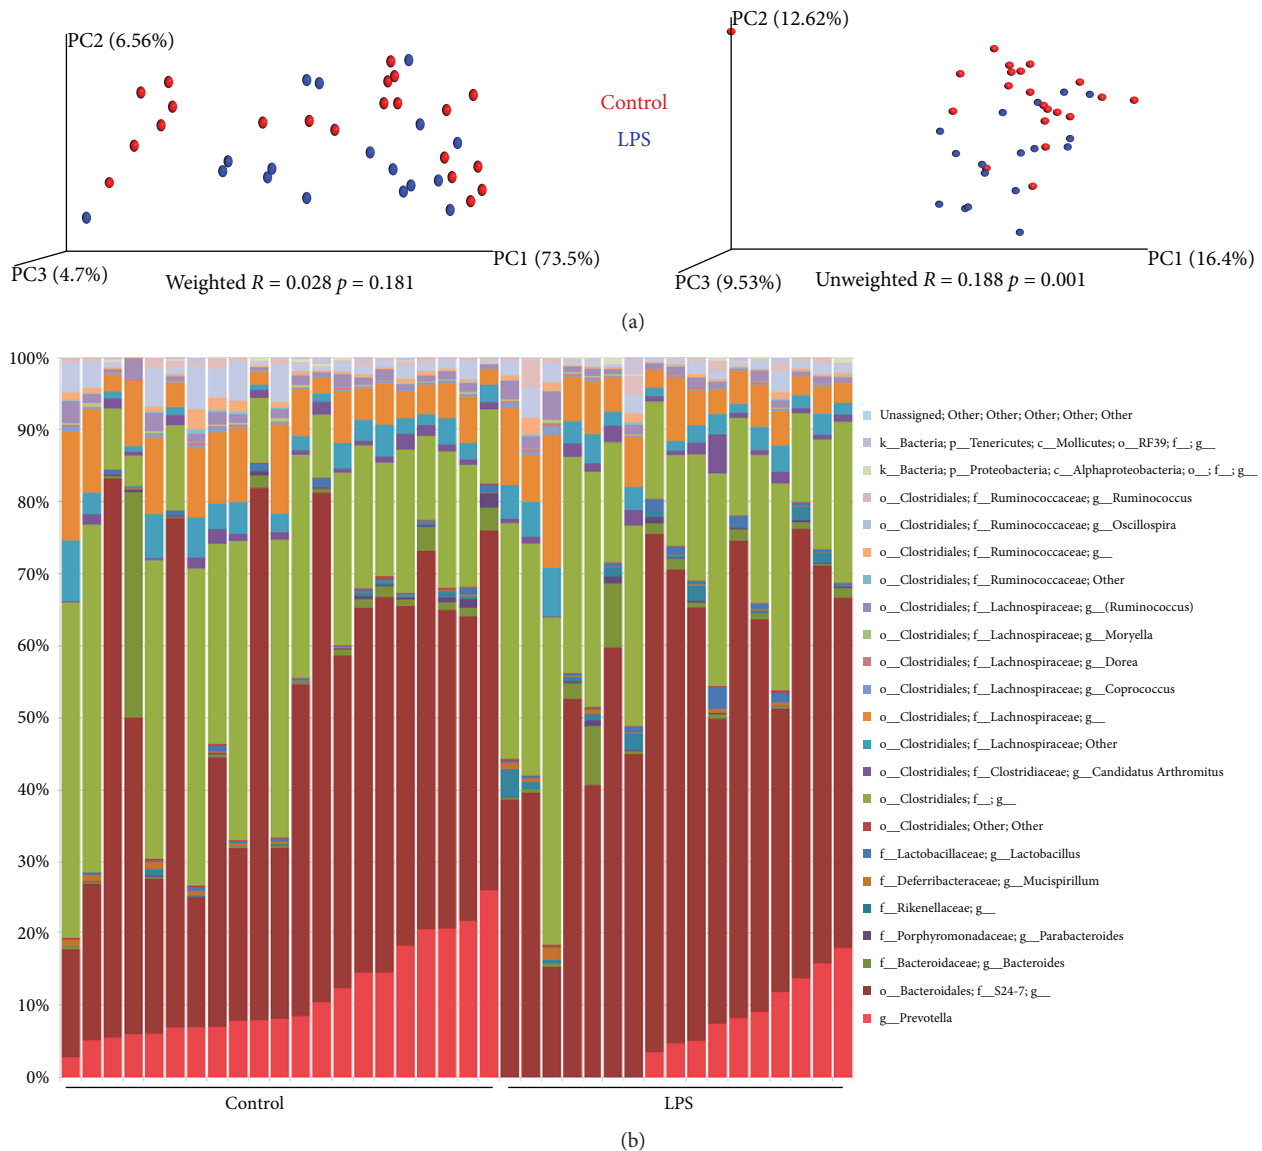 PC2 (6.56%)
PC1 (73.5%)
PC3 (4.7%)
Weighted R = 0.028 p = 0.181
Control
LPS
PC2 (12.62%)
PC1 (16.4%)
PC3 (9.53%)
Unweighted R = 0.188 p = 0.001
(a)
100%
90%
80%
70%
60%
50%
40%
30%
20%
10%
0%
Control
LPS
Unassigned; Other; Other; Other; Other; Other
k__Bacteria; p__Tenericutes; c__Mollicutes; o__RF39; f__; g__
k__Bacteria; p__Proteobacteria; c__Alphaproteobacteria; o__; f__; g__
o__Clostridiales; f__Ruminococcaceae; g__Ruminococcus
o__Clostridiales; f__Ruminococcaceae; g__Oscillospira
o__Clostridiales; f__Ruminococcaceae; g__
o__Clostridiales; f__Ruminococcaceae; Other
o__Clostridiales; f__Lachnospiraceae; g__(Ruminococcus)
o__Clostridiales; f__Lachnospiraceae; g__Moryella
o__Clostridiales; f__Lachnospiraceae; g__Dorea
o__Clostridiales; f__Lachnospiraceae; g__Coprococcus
o__Clostridiales; f__Lachnospiraceae; g__
o__Clostridiales; f__Lachnospiraceae; Other
o__Clostridiales; f__Clostridiaceae; g__Candidatus Arthromitus
o__Clostridiales; f__; g__
o__Clostridiales; Other; Other
f__Lactobacillaceae; g__Lactobacillus
f__Deferribacteraceae; g__Mucispirillum
f__Rikenellaceae; g__
f__Porphyromonadaceae; g__Parabacteroides
f__Bacteroidaceae; g__Bacteroides
o__Bacteroidales; f__S24-7; g__
g__Prevotella
(b)